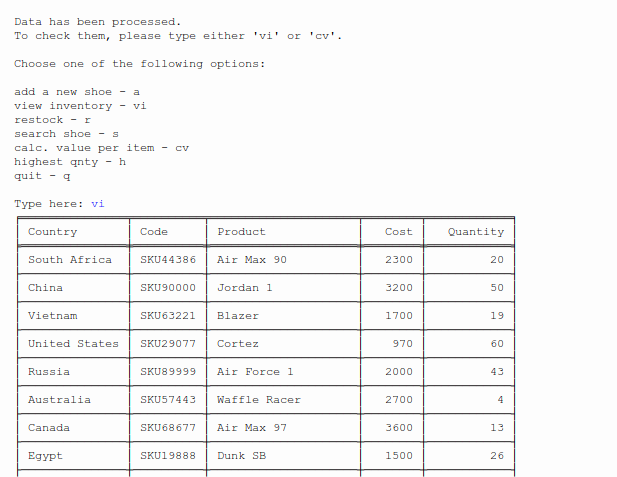 Data has been processed.
To check them, please type either 'vi' or 'cv'.
Choose one of the following options:
add a new shoe - a
view inventory - vi
restock - r
search shoe - s
calc. value per item - cv
highest qnty - h
quit - q
Type here: vi
Country Code Product Cost Quantity
South Africa SKU44386 Air Max 90 2300 20
China SKU90000 Jordan 1 3200 50
Vietnam SKU63221 Blazer 1700 19
United States SKU29077 Cortez 970 60
Russia SKU89999 Air Force 1 2000 43
Australia SKU57443 Waffle Racer 2700 4
Canada SKU68677 Air Max 97 3600 13
Egypt SKU19888 Dunk SB 1500 26